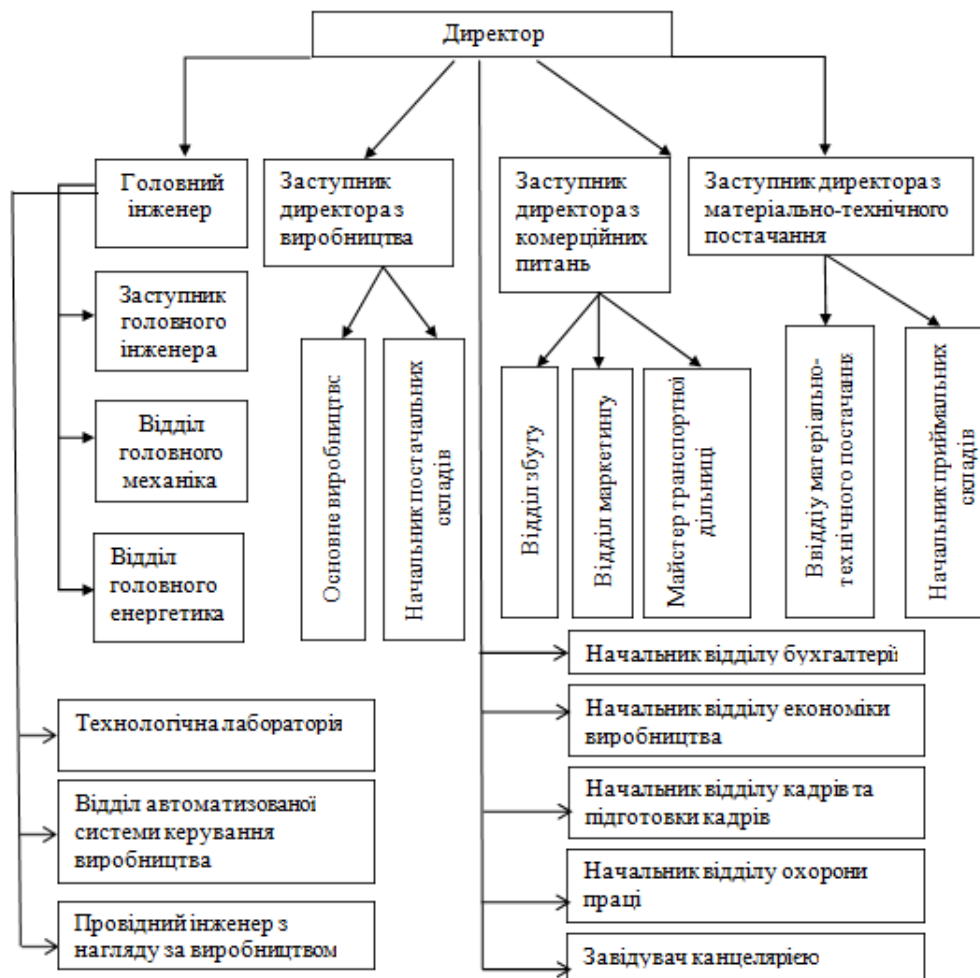 Директор
Головний
інженер
Заступник
директора з
виробництва
Заступник
директора з
комерційних
питань
Заступник директора з
матеріально-технічного
постачання
Заступник
головного
інженера
Відділ
головного
механіка
Відділ
головного
енергетика
Основне виробництвс
Начальник постачальних
складів
Відділ збуту
Відділ маркетингу
Майстер транспортної
дільниці
Ввідділу матеріально-
технічного постачання
Начальник приймальних
складів
Технологічна лабораторія
Відділ автоматизованої
системи керування
виробництва
Провідний інженер з
нагляду за виробництвом
Начальник відділу бухгалтерії
Начальник відділу економіки
виробництва
Начальник відділу кадрів та
підготовки кадрів
Начальник відділу охорони
праці
Завідувач канцелярією